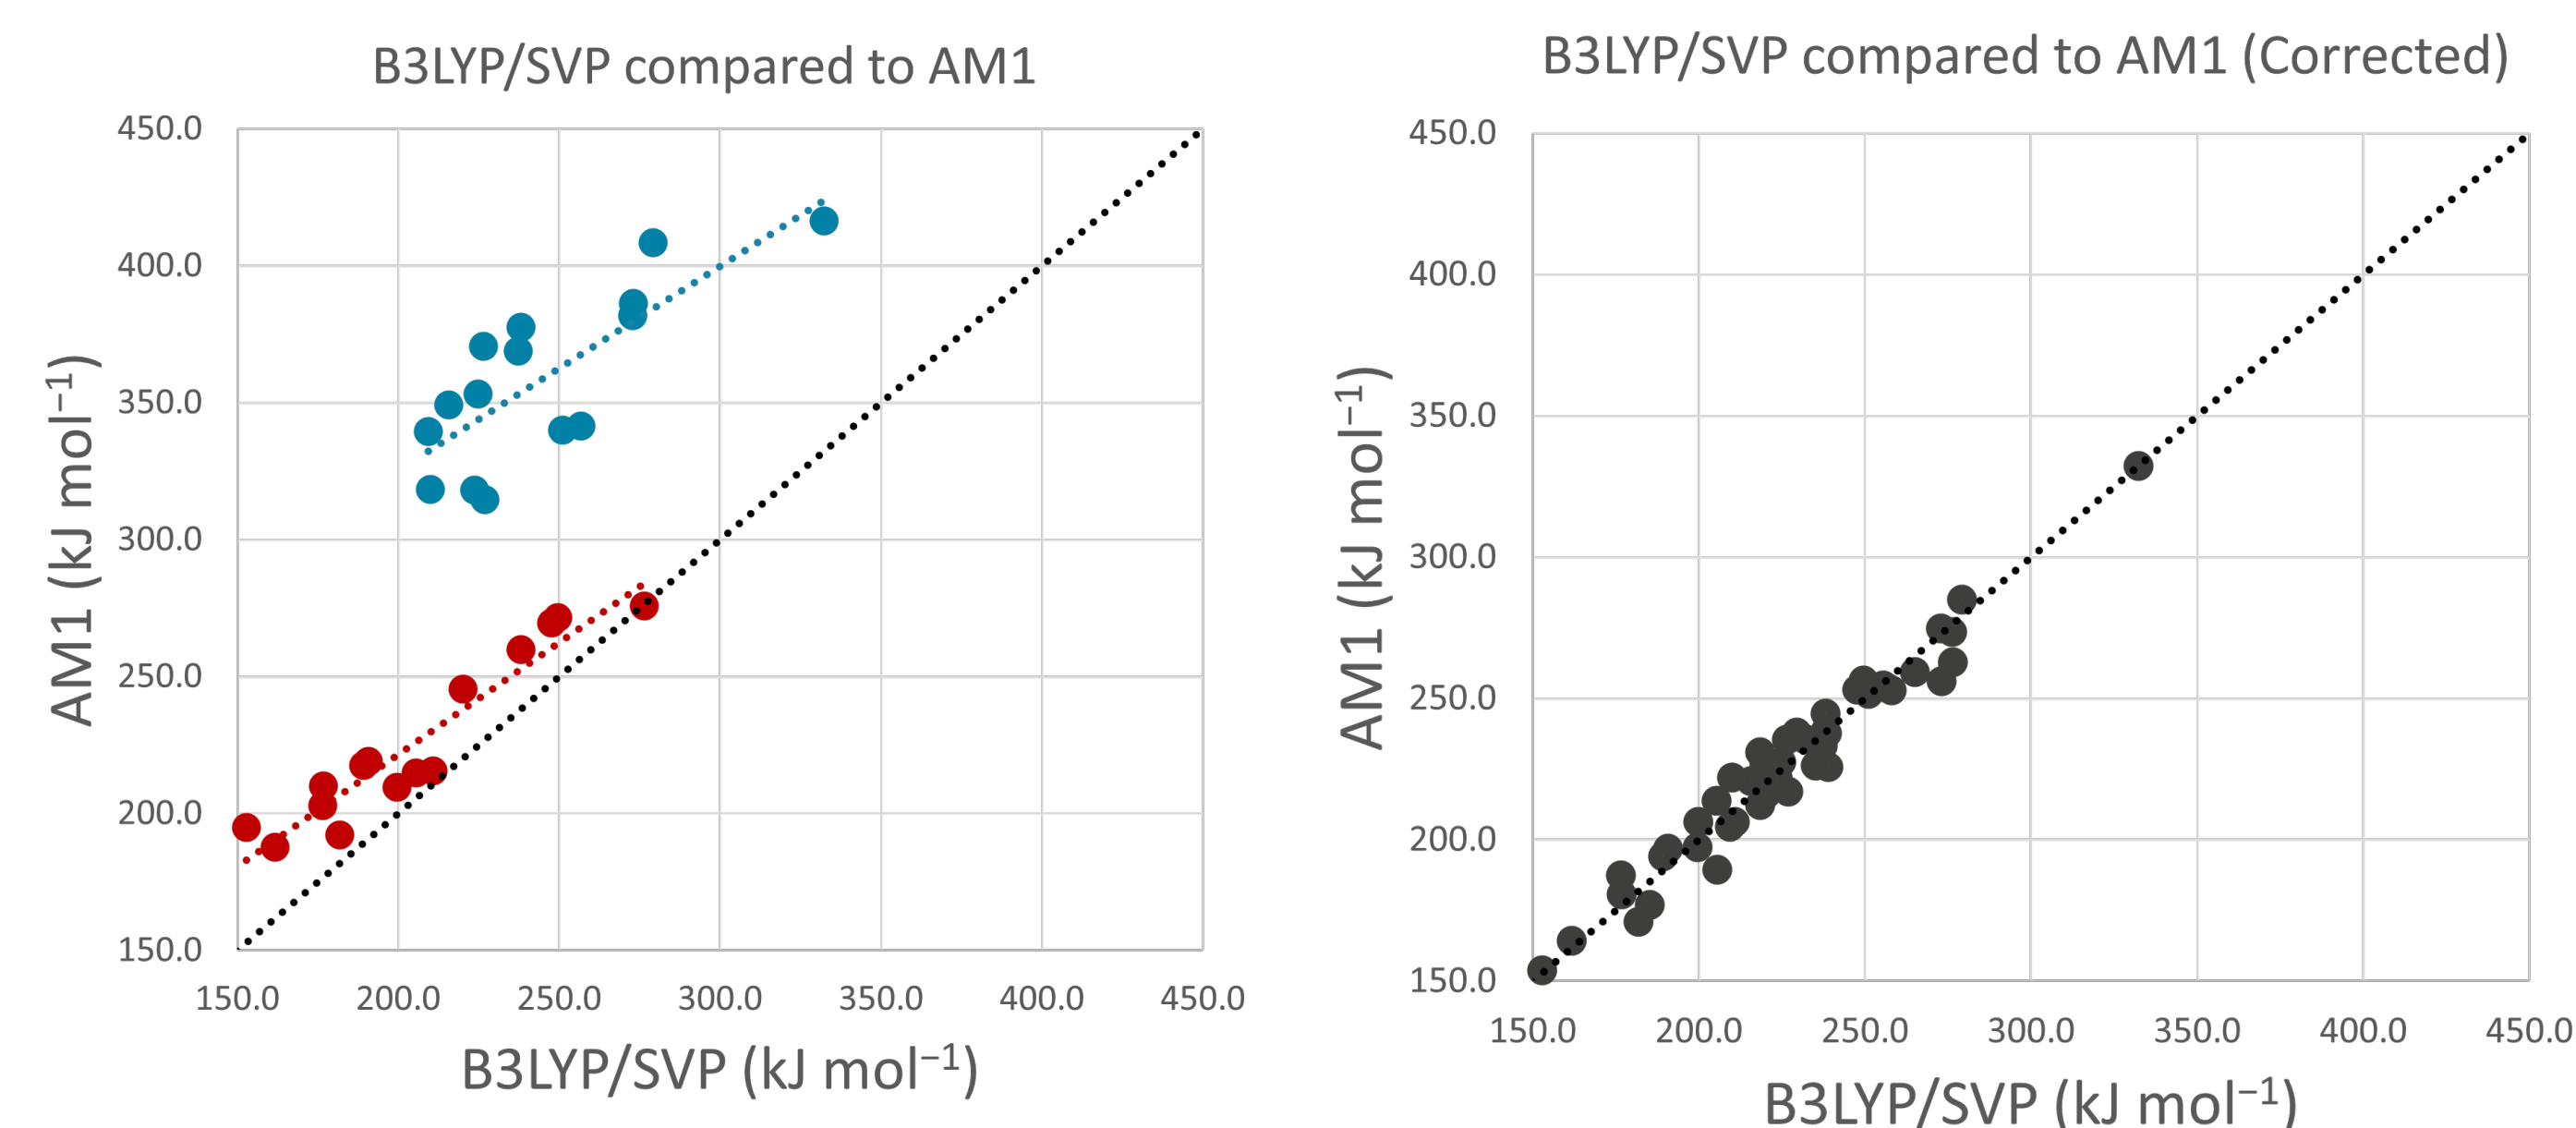 B3LYP/SVP compared to AM1
450.0
400.0
350.0
300.0
250.0
200.0
150.0
AM1 (kJ mol⁻¹)
150.0 200.0 250.0 300.0 350.0 400.0 450.0
B3LYP/SVP (kJ mol⁻¹)
B3LYP/SVP compared to AM1 (Corrected)
450.0
400.0
350.0
300.0
250.0
200.0
150.0
AM1 (kJ mol⁻¹)
150.0 200.0 250.0 300.0 350.0 400.0 450.0
B3LYP/SVP (kJ mol⁻¹)